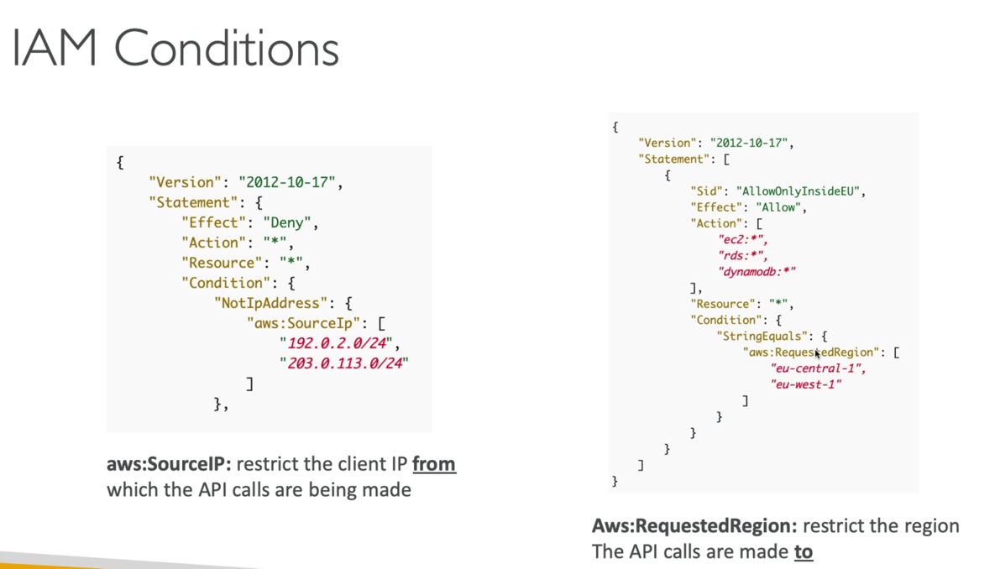 IAM Conditions
{
"Version": "2012-10-17",
"Statement": {
"Effect": "Deny",
"Action": "*",
"Resource": "*",
"Condition": {
"NotIpAddress": {
"aws:SourceIp": [
"192.0.2.0/24",
"203.0.113.0/24"
]
},
aws:SourceIP: restrict the client IP from
which the API calls are being made
{
"Version": "2012-10-17",
"Statement": [
{
"Sid": "AllowOnlyInsideEU",
"Effect": "Allow",
"Action": [
"ec2:*",
"rds:*",
"dynamodb:*"
],
"Resource": "*",
"Condition": {
"StringEquals": {
"aws:RequestedRegion": [
"eu-central-1",
"eu-west-1"
]
}
}
}
]
}
Aws:RequestedRegion: restrict the region
The API calls are made to